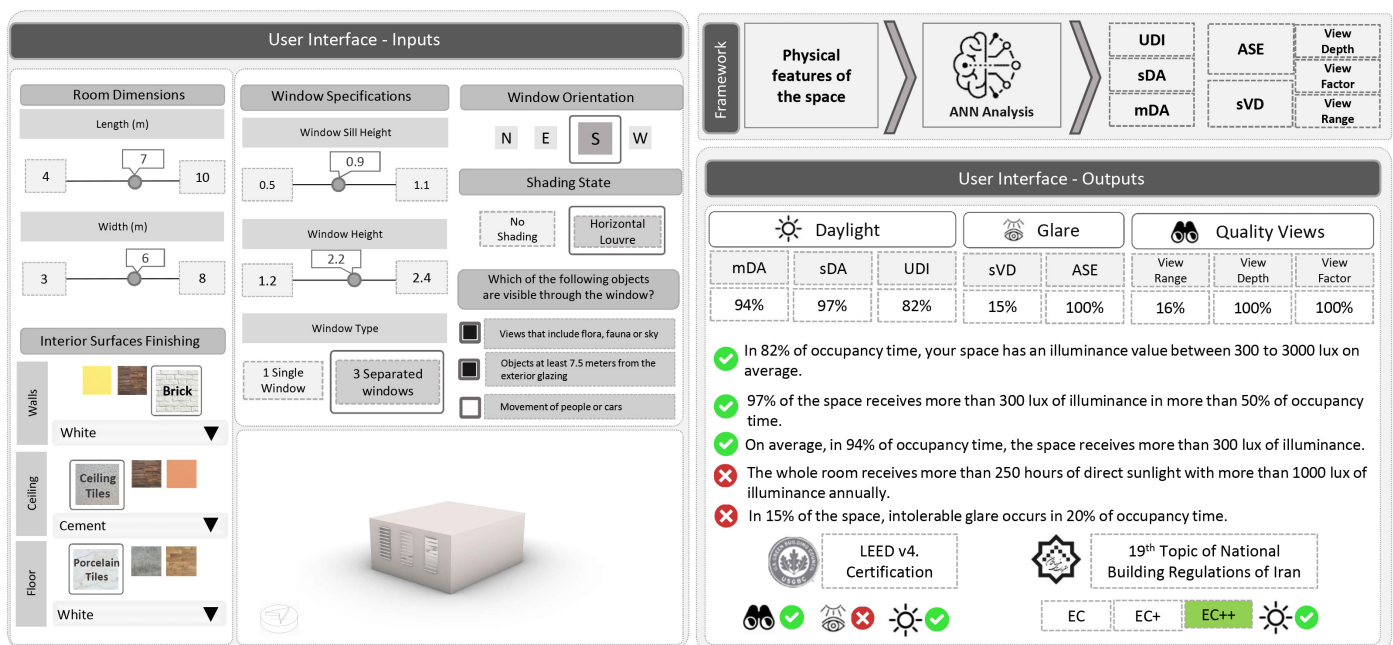 User Interface - Inputs
Room Dimensions
Length (m)
7
4
10
Width (m)
6
3
8
Interior Surfaces Finishing
Walls
Brick
White
Ceiling
Ceiling
Tiles
Cement
Floor
Porcelain
Tiles
White
Window Specifications
Window Sill Height
0.9
0.5
1.1
Window Height
2.2
1.2
2.4
Window Type
1 Single
Window
3 Separated
windows
Window Orientation
N E S W
Shading State
No
Shading
Horizontal
Louvre
Which of the following objects
are visible through the window?
Views that include flora, fauna or sky
Objects at least 7.5 meters from the
exterior glazing
Movement of people or cars
Framework
Physical
features of
the space
ANN Analysis
UDI
sDA
mDA
ASE
sVD
View
Depth
View
Factor
View
Range
User Interface - Outputs
Daylight
Glare
Quality Views
mDA
sDA
UDI
sVD
ASE
View
Range
View
Depth
View
Factor
94%
97%
82%
15%
100%
16%
100%
100%
In 82% of occupancy time, your space has an illuminance value between 300 to 3000 lux on
average.
97% of the space receives more than 300 lux of illuminance in more than 50% of occupancy
time.
On average, in 94% of occupancy time, the space receives more than 300 lux of illuminance.
The whole room receives more than 250 hours of direct sunlight with more than 1000 lux of
illuminance annually.
In 15% of the space, intolerable glare occurs in 20% of occupancy time.
USGBC
LEED v4.
Certification
19th Topic of National
Building Regulations of Iran
EC
EC+
EC++